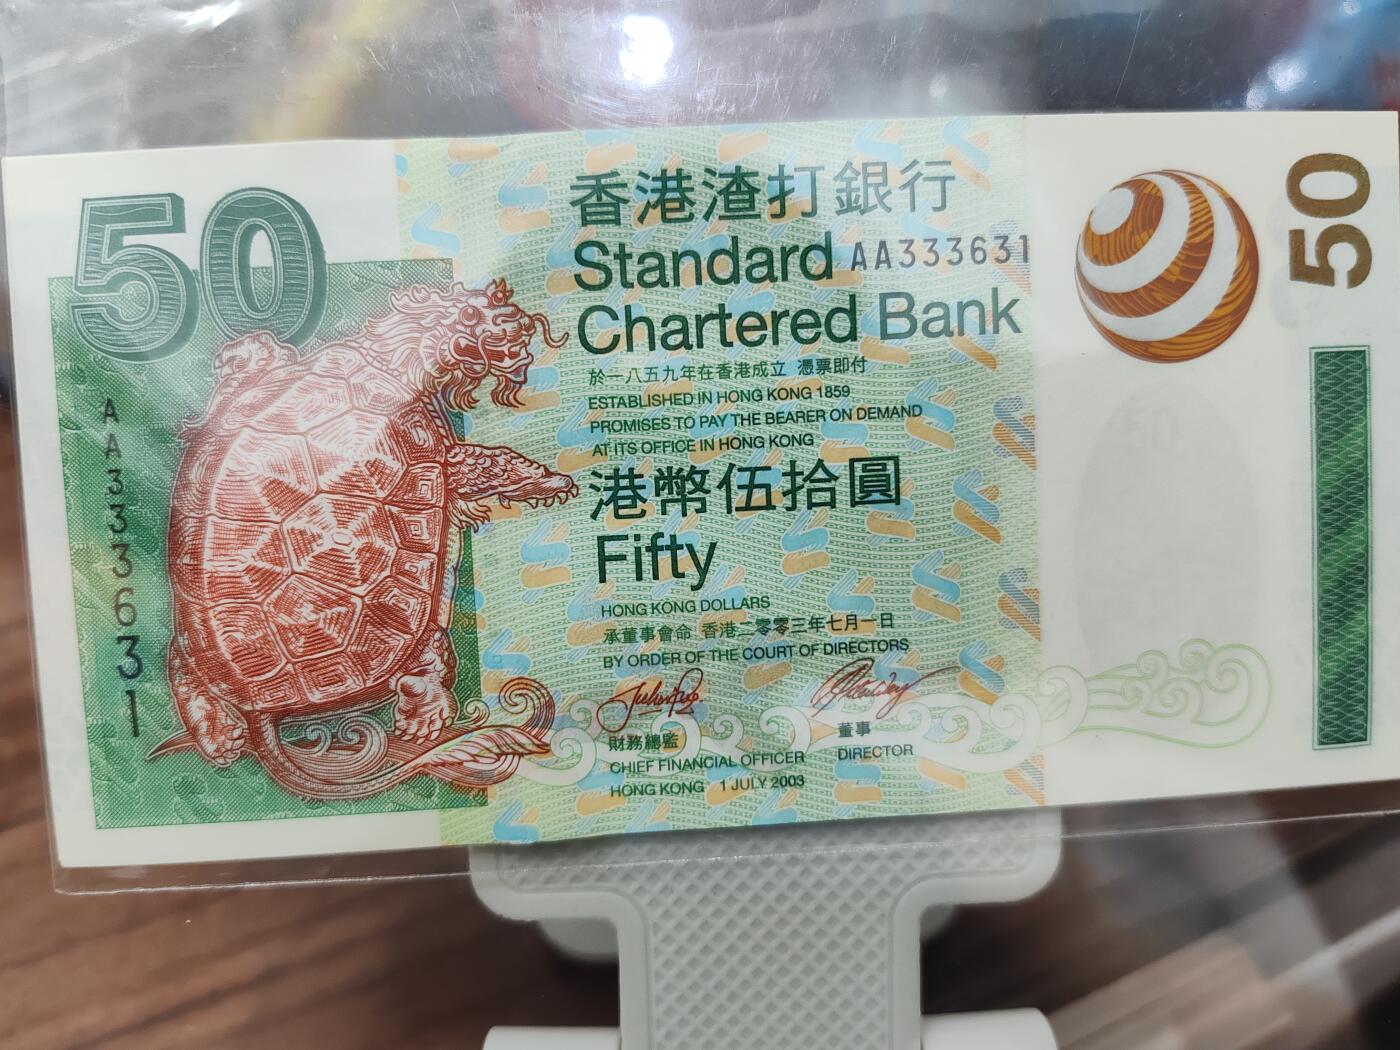 50
香港渣打銀行
Standard
AA333631
Chartered Bank
於一八五九年在香港成立 憑票即付
ESTABLISHED IN HONG KONG 1859
PROMISES TO PAY THE BEARER ON DEMAND
AT ITS OFFICE IN HONG KONG
港幣伍拾圓
Fifty
HONG KONG DOLLARS
承董事會命 香港二零零三年七月一日
BY ORDER OF THE COURT OF DIRECTORS
財務總監
CHIEF FINANCIAL OFFICER
董事
DIRECTOR
HONG KONG 1 JULY 2003
AA333631
50